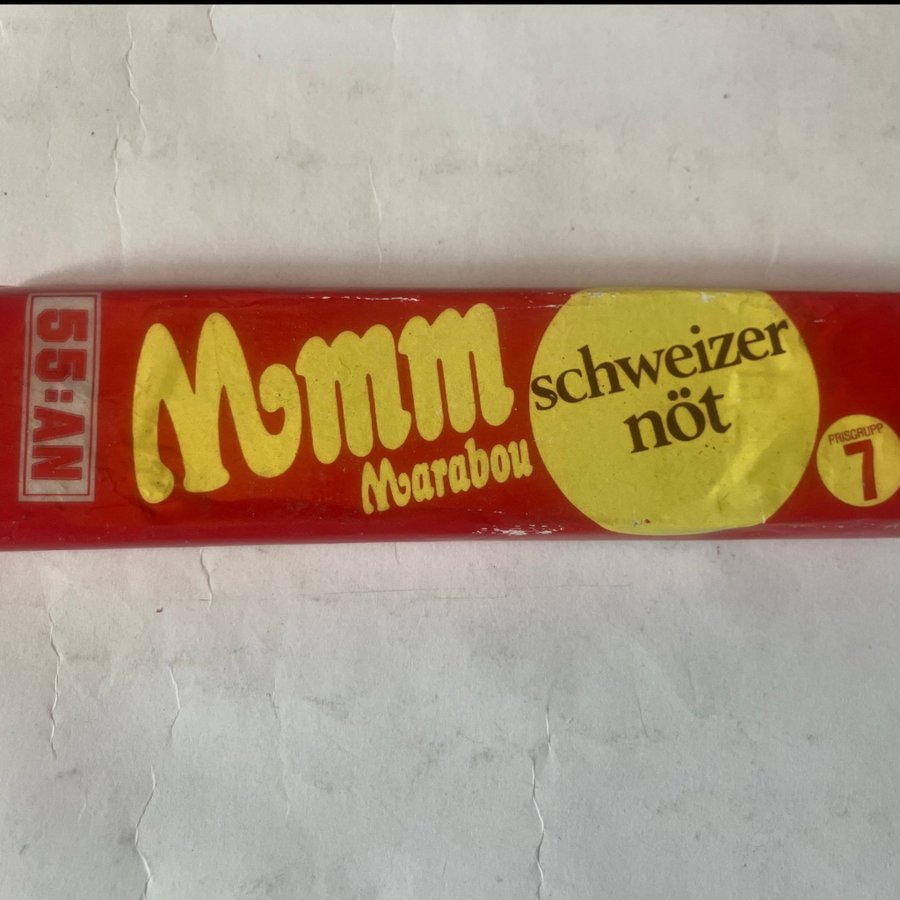 55:AN
Mmm
Marabou
schweizer
nöt
PRISGRUPP
7